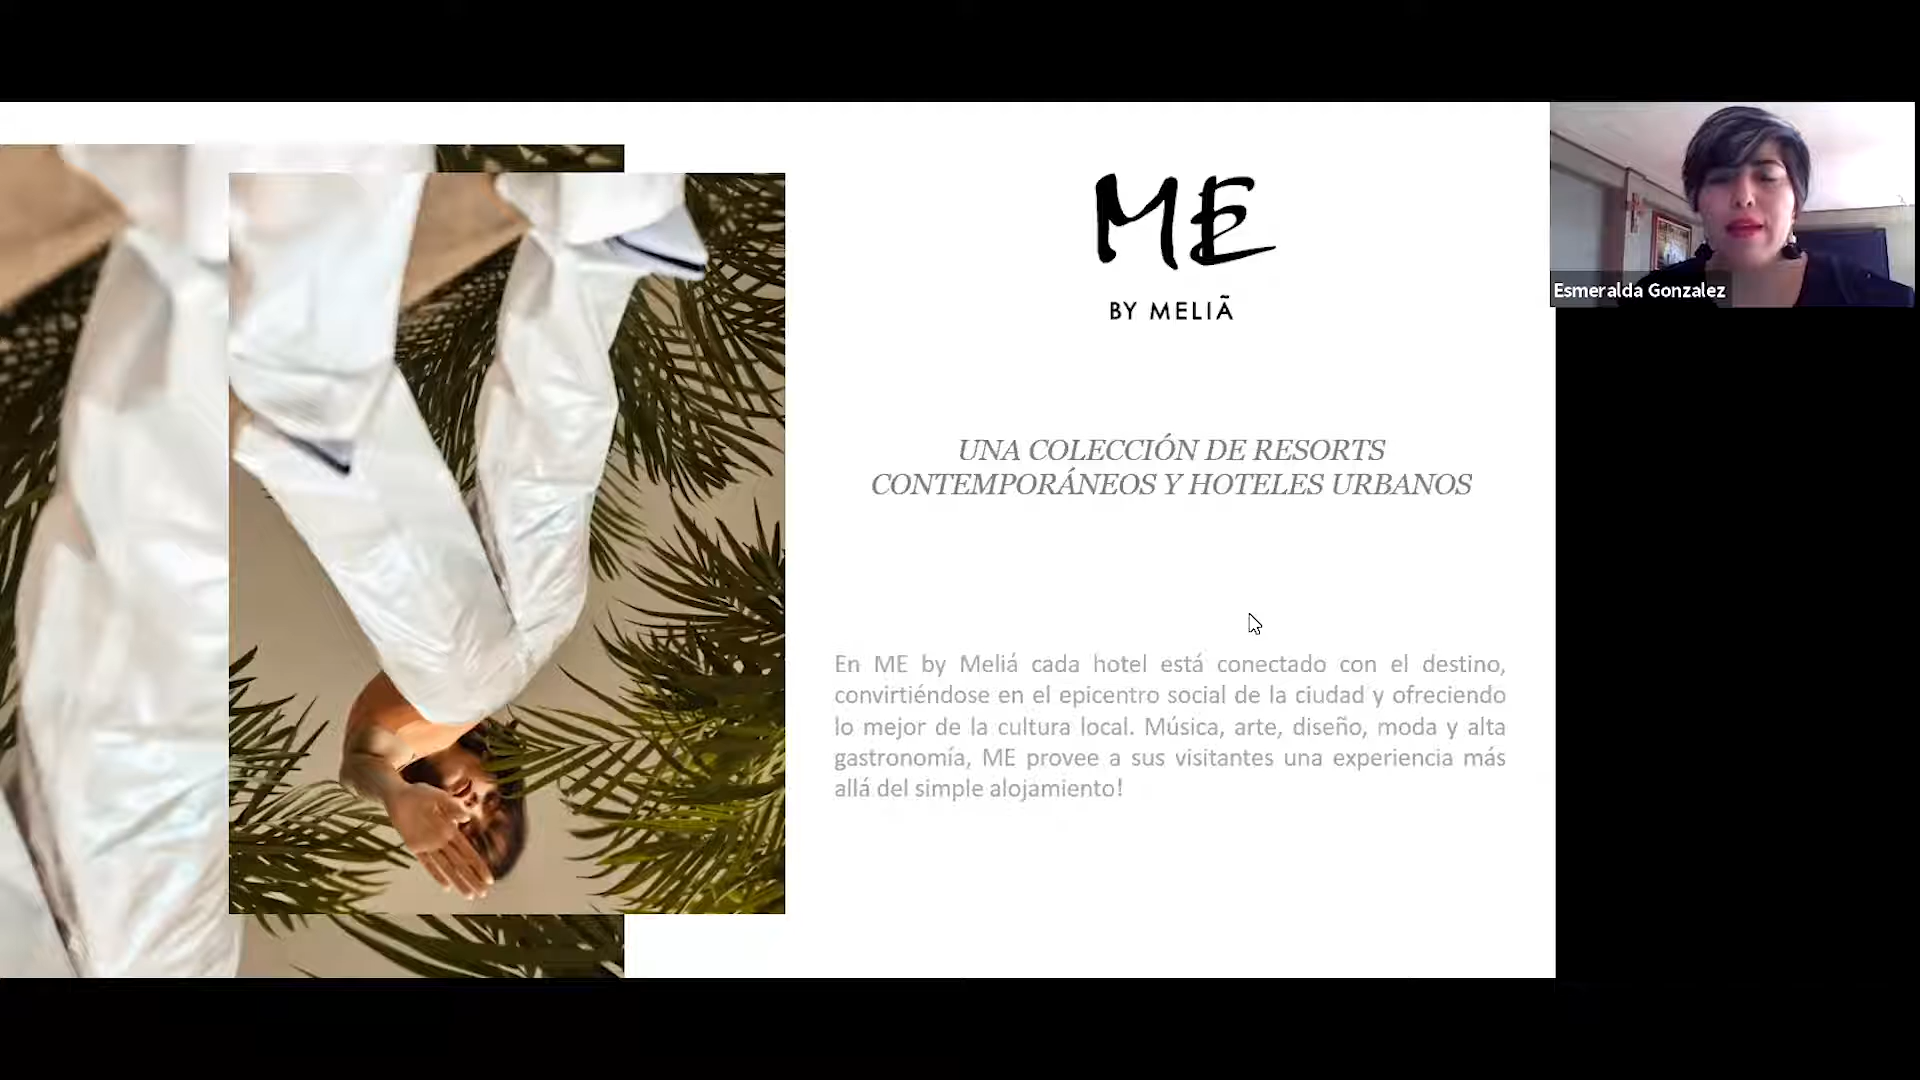 ME
BY MELIÃ
UNA COLECCIÓN DE RESORTS
CONTEMPORÁNEOS Y HOTELES URBANOS
En ME by Meliá cada hotel está conectado con el destino,
convirtiéndose en el epicentro social de la ciudad y ofreciendo
lo mejor de la cultura local. Música, arte, diseño, moda y alta
gastronomía, ME provee a sus visitantes una experiencia más
allá del simple alojamiento!
Esmeralda Gonzalez